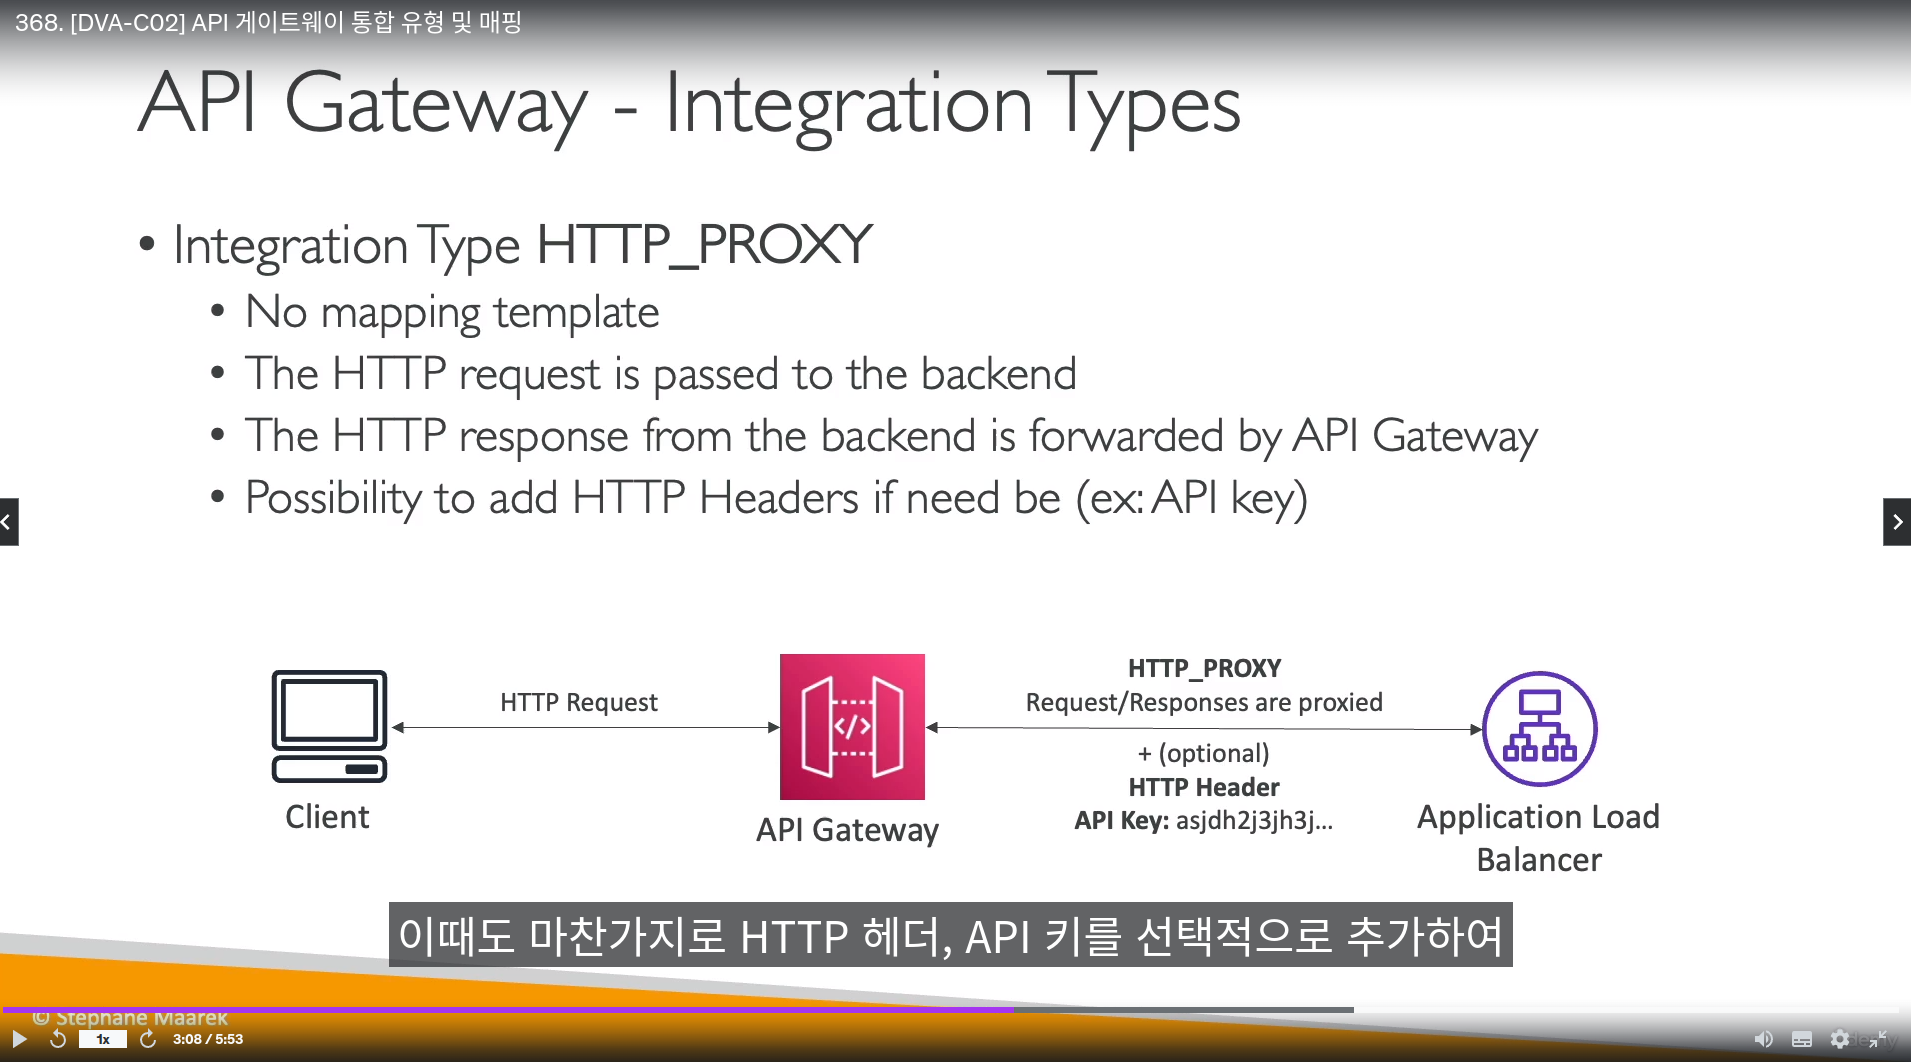 368. [DVA-C02] API 게이트웨이 통합 유형 및 매핑
API Gateway - Integration Types
• Integration Type HTTP_PROXY
• No mapping template
• The HTTP request is passed to the backend
• The HTTP response from the backend is forwarded by API Gateway
• Possibility to add HTTP Headers if need be (ex: API key)
HTTP Request
HTTP_PROXY
Request/Responses are proxied
+ (optional)
HTTP Header
API Key: asjdh2j3jh3j...
Client
API Gateway
Application Load
Balancer
이때도 마찬가지로 HTTP 헤더, API 키를 선택적으로 추가하여
© Stephane Maarek
1x
3:08 / 5:53